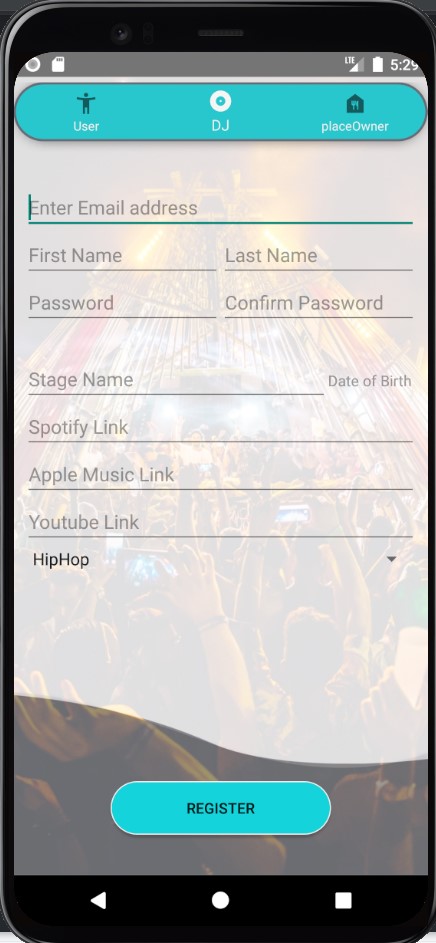 LTE 5:29
User DJ placeOwner
Enter Email address
First Name Last Name
Password Confirm Password
Stage Name Date of Birth
Spotify Link
Apple Music Link
Youtube Link
HipHop
REGISTER